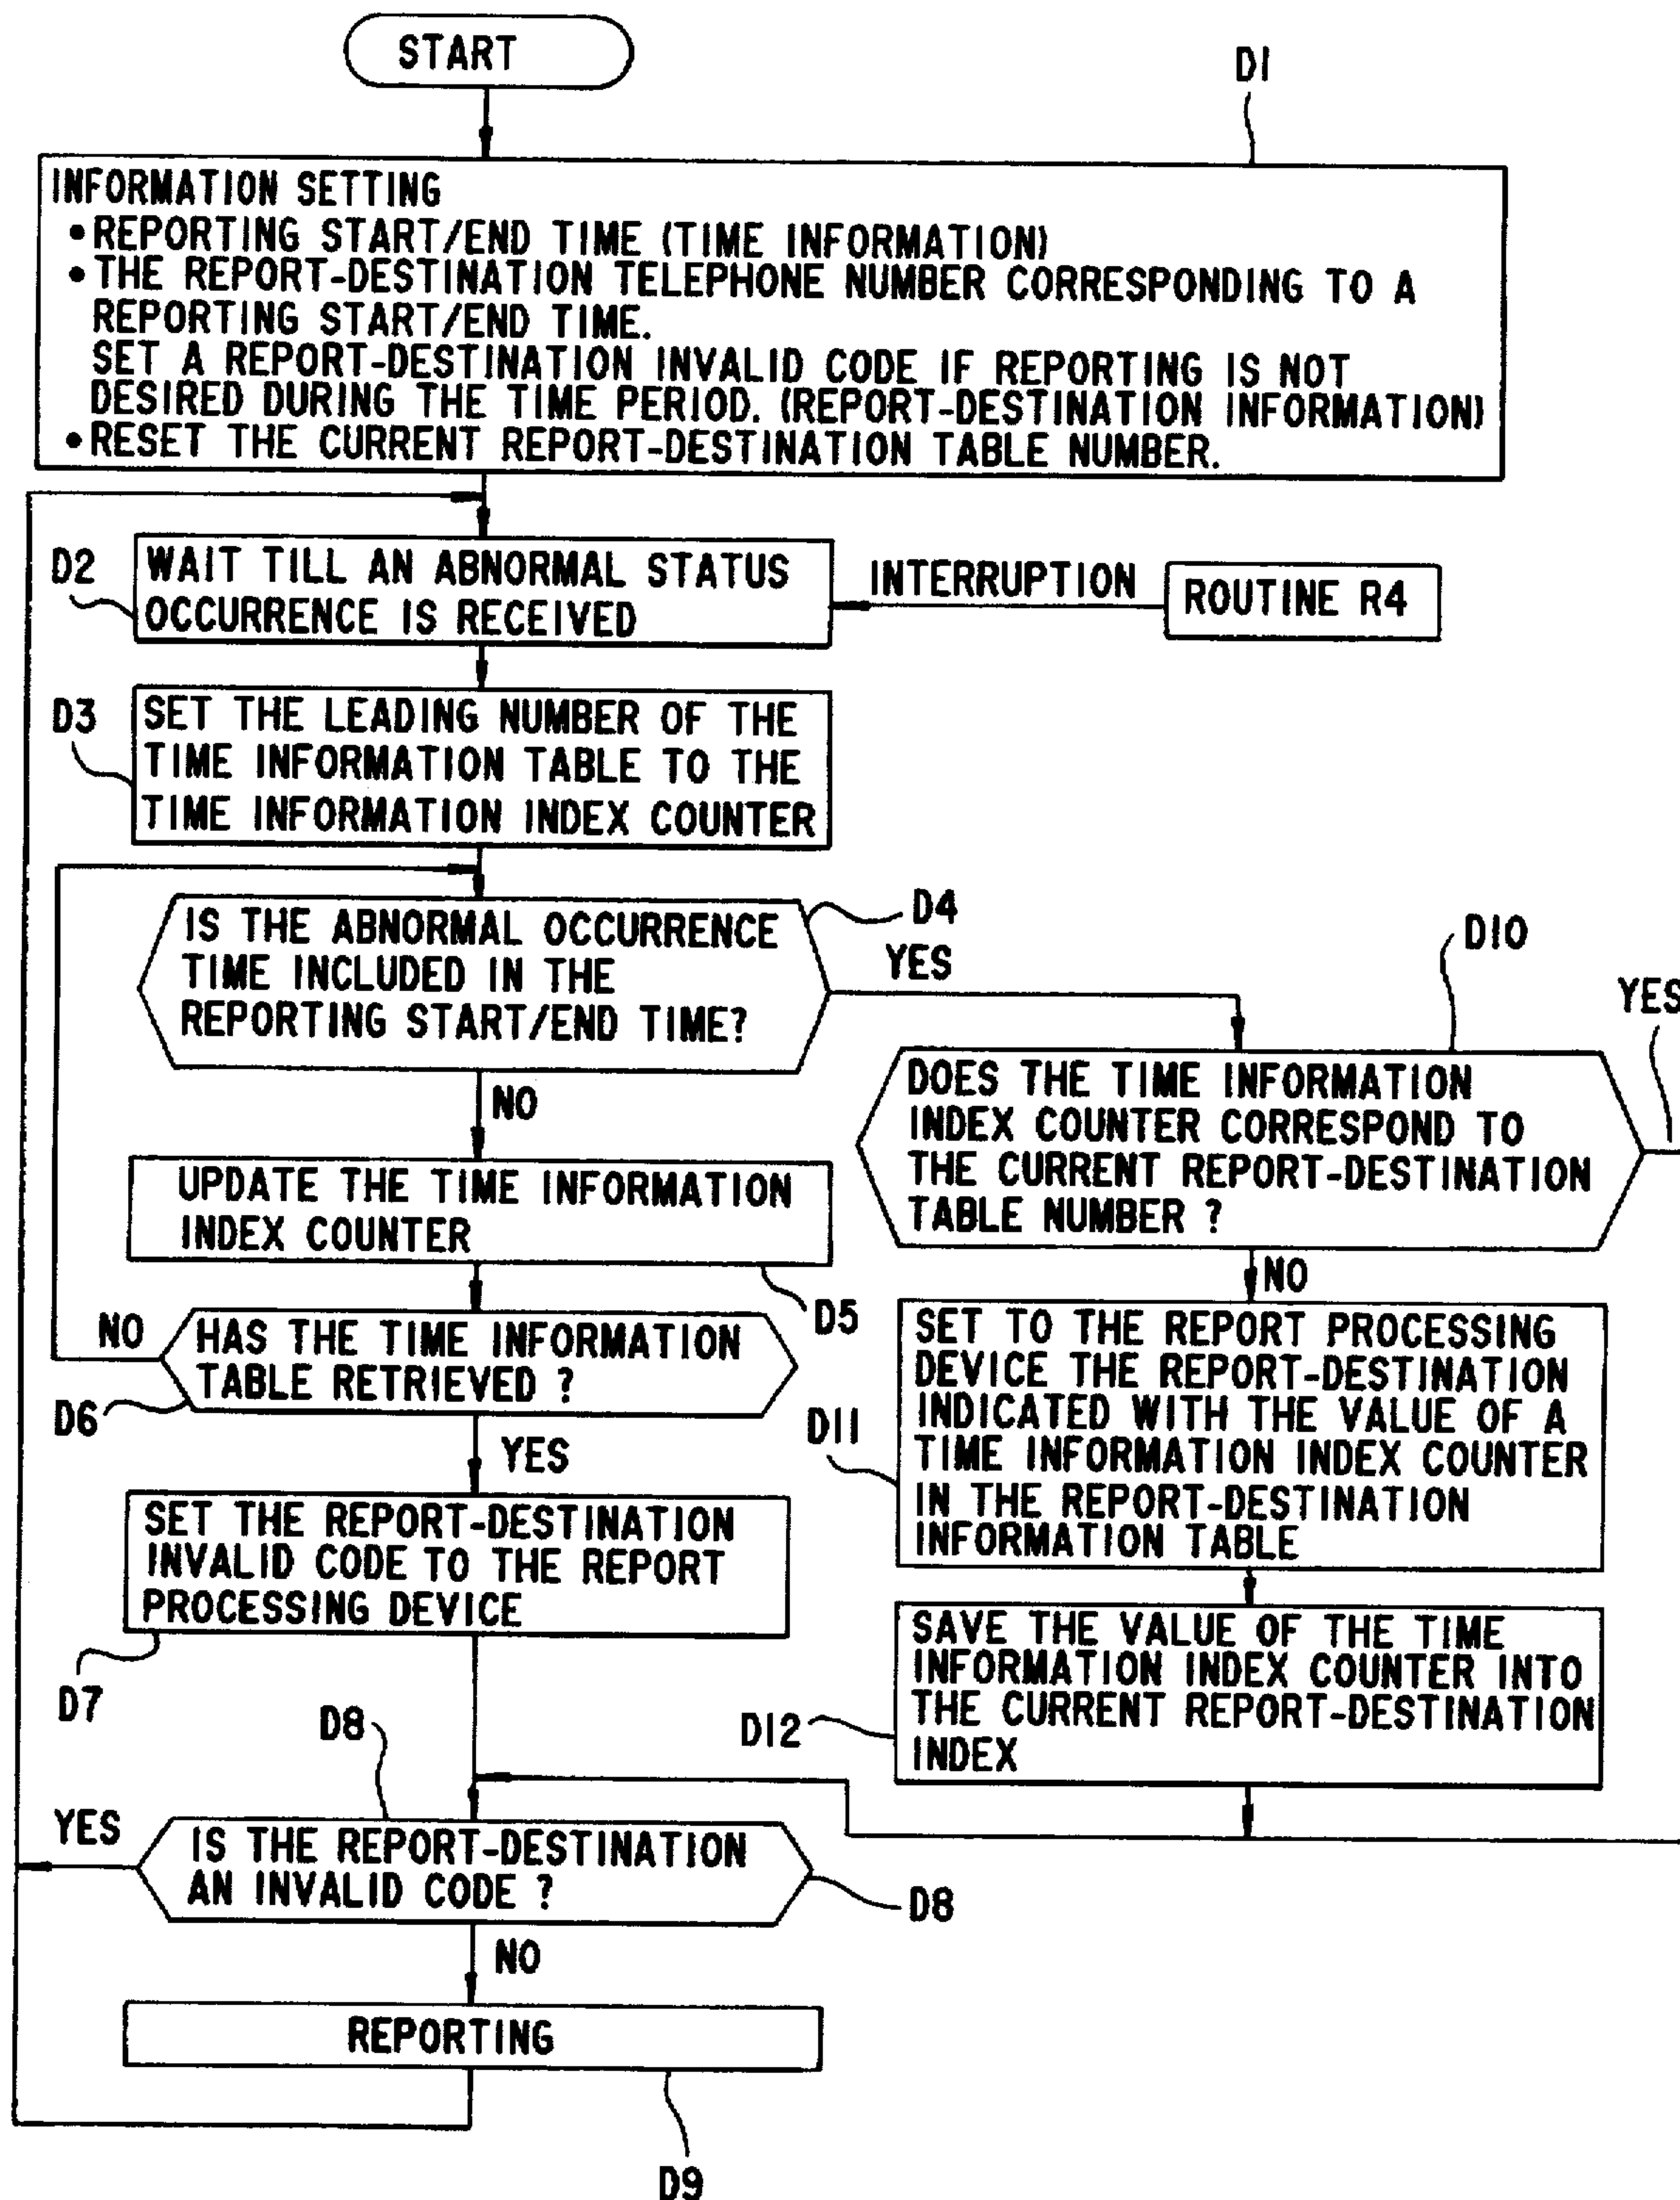 START
D1
INFORMATION SETTING
•REPORTING START/END TIME (TIME INFORMATION)
•THE REPORT-DESTINATION TELEPHONE NUMBER CORRESPONDING TO A
REPORTING START/END TIME.
SET A REPORT-DESTINATION INVALID CODE IF REPORTING IS NOT
DESIRED DURING THE TIME PERIOD. (REPORT-DESTINATION INFORMATION)
•RESET THE CURRENT REPORT-DESTINATION TABLE NUMBER.
D2
WAIT TILL AN ABNORMAL STATUS
OCCURRENCE IS RECEIVED
INTERRUPTION
ROUTINE R4
D3
SET THE LEADING NUMBER OF THE
TIME INFORMATION TABLE TO THE
TIME INFORMATION INDEX COUNTER
IS THE ABNORMAL OCCURRENCE
TIME INCLUDED IN THE
REPORTING START/END TIME?
D4
YES
NO
D10
YES
DOES THE TIME INFORMATION
INDEX COUNTER CORRESPOND TO
THE CURRENT REPORT-DESTINATION
TABLE NUMBER ?
NO
UPDATE THE TIME INFORMATION
INDEX COUNTER
D5
NO
HAS THE TIME INFORMATION
TABLE RETRIEVED ?
D6
YES
D11
SET TO THE REPORT PROCESSING
DEVICE THE REPORT-DESTINATION
INDICATED WITH THE VALUE OF A
TIME INFORMATION INDEX COUNTER
IN THE REPORT-DESTINATION
INFORMATION TABLE
SET THE REPORT-DESTINATION
INVALID CODE TO THE REPORT
PROCESSING DEVICE
D7
D12
SAVE THE VALUE OF THE TIME
INFORMATION INDEX COUNTER INTO
THE CURRENT REPORT-DESTINATION
INDEX
D8
YES
IS THE REPORT-DESTINATION
AN INVALID CODE ?
D8
NO
REPORTING
D9